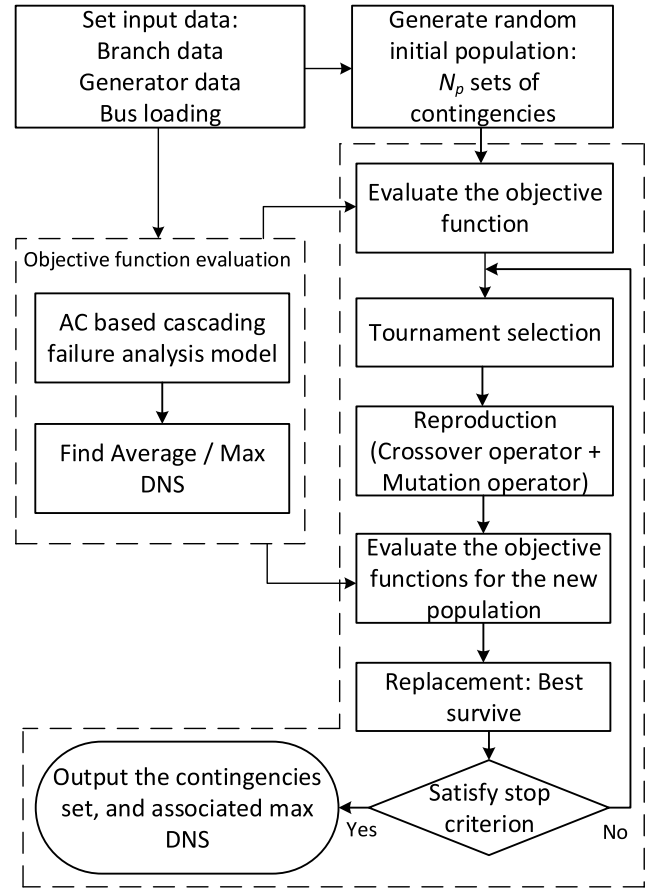 Set input data:
Branch data
Generator data
Bus loading
Generate random
initial population:
Np sets of
contingencies
Evaluate the objective
function
Objective function evaluation
AC based cascading
failure analysis model
Find Average / Max
DNS
Tournament selection
Reproduction
(Crossover operator +
Mutation operator)
Evaluate the objective
functions for the new
population
Replacement: Best
survive
Satisfy stop
criterion
Yes
No
Output the contingencies
set, and associated max
DNS